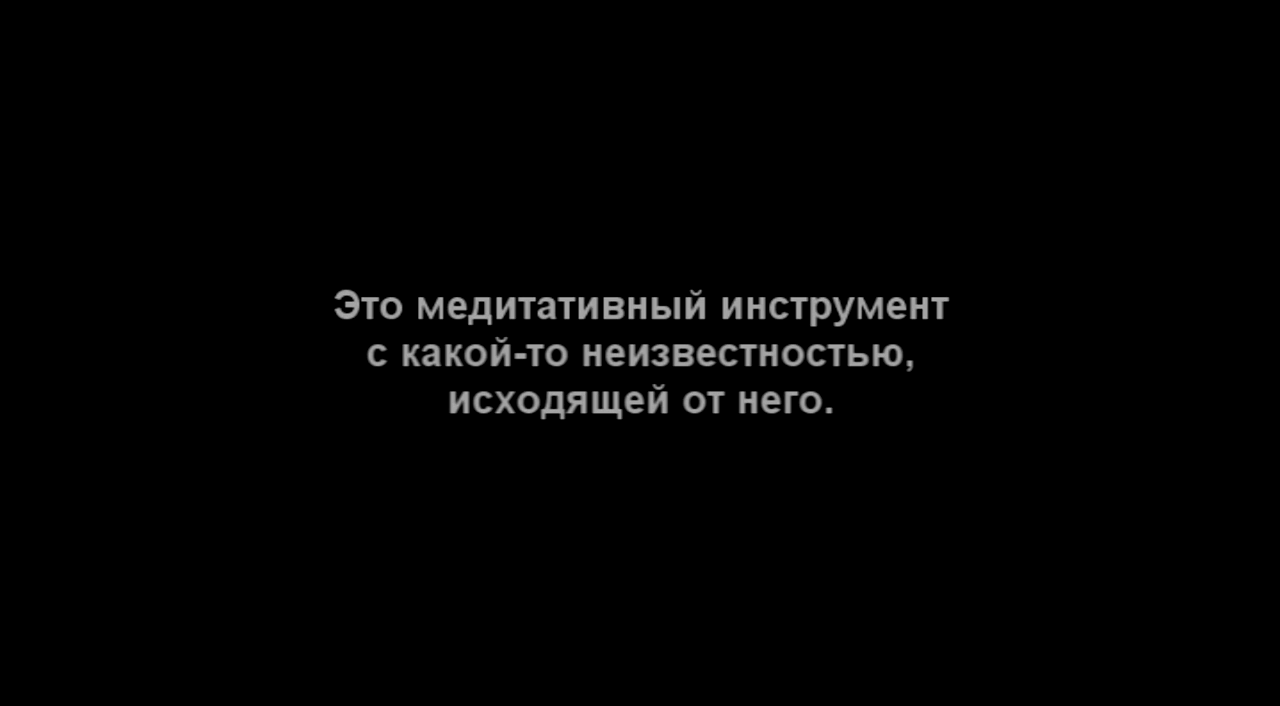 Это медитативный инструмент
с какой-то неизвестностью,
исходящей от него.